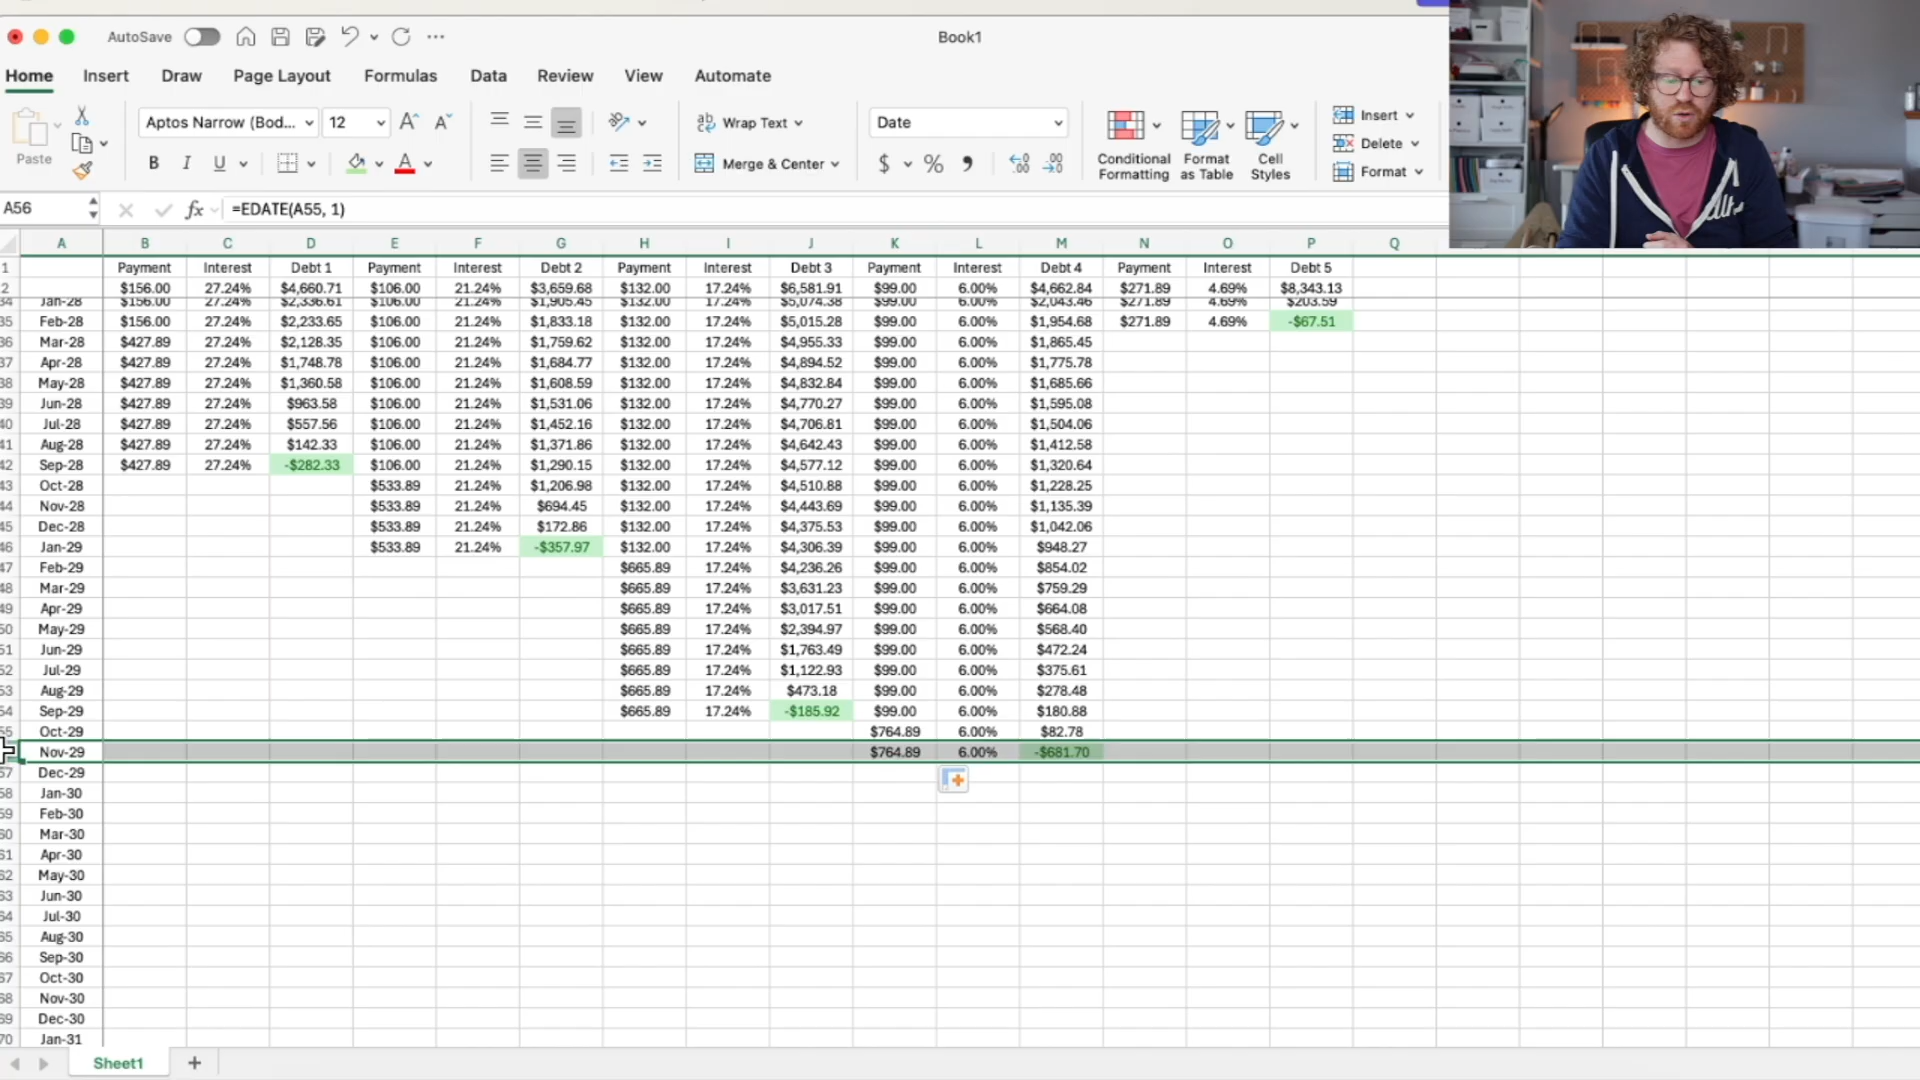 AutoSave
Book1
Home Insert Draw Page Layout Formulas Data Review View Automate
Paste
Aptos Narrow (Bod... 12
Wrap Text
Date
Insert
Delete
Format
B I U
Merge & Center
$ % ,
Conditional Formatting
Format as Table
Cell Styles
A56 fx =EDATE(A55, 1)
A B C D E F G H I J K L M N O P Q
1 Payment Interest Debt 1 Payment Interest Debt 2 Payment Interest Debt 3 Payment Interest Debt 4 Payment Interest Debt 5
2 $156.00 27.24% $4,660.71 $106.00 21.24% $3,659.68 $132.00 17.24% $6,581.91 $99.00 6.00% $4,662.84 $271.89 4.69% $8,343.13
34 Jan-28 $156.00 27.24% $2,336.61 $106.00 21.24% $1,905.45 $132.00 17.24% $5,074.38 $99.00 6.00% $2,043.46 $271.89 4.69% $203.59
35 Feb-28 $156.00 27.24% $2,233.65 $106.00 21.24% $1,833.18 $132.00 17.24% $5,015.28 $99.00 6.00% $1,954.68 $271.89 4.69% -$67.51
36 Mar-28 $427.89 27.24% $2,128.35 $106.00 21.24% $1,759.62 $132.00 17.24% $4,955.33 $99.00 6.00% $1,865.45
37 Apr-28 $427.89 27.24% $1,748.78 $106.00 21.24% $1,684.77 $132.00 17.24% $4,894.52 $99.00 6.00% $1,775.78
38 May-28 $427.89 27.24% $1,360.58 $106.00 21.24% $1,608.59 $132.00 17.24% $4,832.84 $99.00 6.00% $1,685.66
39 Jun-28 $427.89 27.24% $963.58 $106.00 21.24% $1,531.06 $132.00 17.24% $4,770.27 $99.00 6.00% $1,595.08
40 Jul-28 $427.89 27.24% $557.56 $106.00 21.24% $1,452.16 $132.00 17.24% $4,706.81 $99.00 6.00% $1,504.06
41 Aug-28 $427.89 27.24% $142.33 $106.00 21.24% $1,371.86 $132.00 17.24% $4,642.43 $99.00 6.00% $1,412.58
42 Sep-28 $427.89 27.24% -$282.33 $106.00 21.24% $1,290.15 $132.00 17.24% $4,577.12 $99.00 6.00% $1,320.64
43 Oct-28 $533.89 21.24% $1,206.98 $132.00 17.24% $4,510.88 $99.00 6.00% $1,228.25
44 Nov-28 $533.89 21.24% $694.45 $132.00 17.24% $4,443.69 $99.00 6.00% $1,135.39
45 Dec-28 $533.89 21.24% $172.86 $132.00 17.24% $4,375.53 $99.00 6.00% $1,042.06
46 Jan-29 $533.89 21.24% -$357.97 $132.00 17.24% $4,306.39 $99.00 6.00% $948.27
47 Feb-29 $665.89 17.24% $4,236.26 $99.00 6.00% $854.02
48 Mar-29 $665.89 17.24% $3,631.23 $99.00 6.00% $759.29
49 Apr-29 $665.89 17.24% $3,017.51 $99.00 6.00% $664.08
50 May-29 $665.89 17.24% $2,394.97 $99.00 6.00% $568.40
51 Jun-29 $665.89 17.24% $1,763.49 $99.00 6.00% $472.24
52 Jul-29 $665.89 17.24% $1,122.93 $99.00 6.00% $375.61
53 Aug-29 $665.89 17.24% $473.18 $99.00 6.00% $278.48
54 Sep-29 $665.89 17.24% -$185.92 $99.00 6.00% $180.88
55 Oct-29 $764.89 6.00% $82.78
Nov-29 $764.89 6.00% -$681.70
57 Dec-29
58 Jan-30
59 Feb-30
60 Mar-30
61 Apr-30
62 May-30
63 Jun-30
64 Jul-30
65 Aug-30
66 Sep-30
67 Oct-30
68 Nov-30
69 Dec-30
70 Jan-31
Sheet1